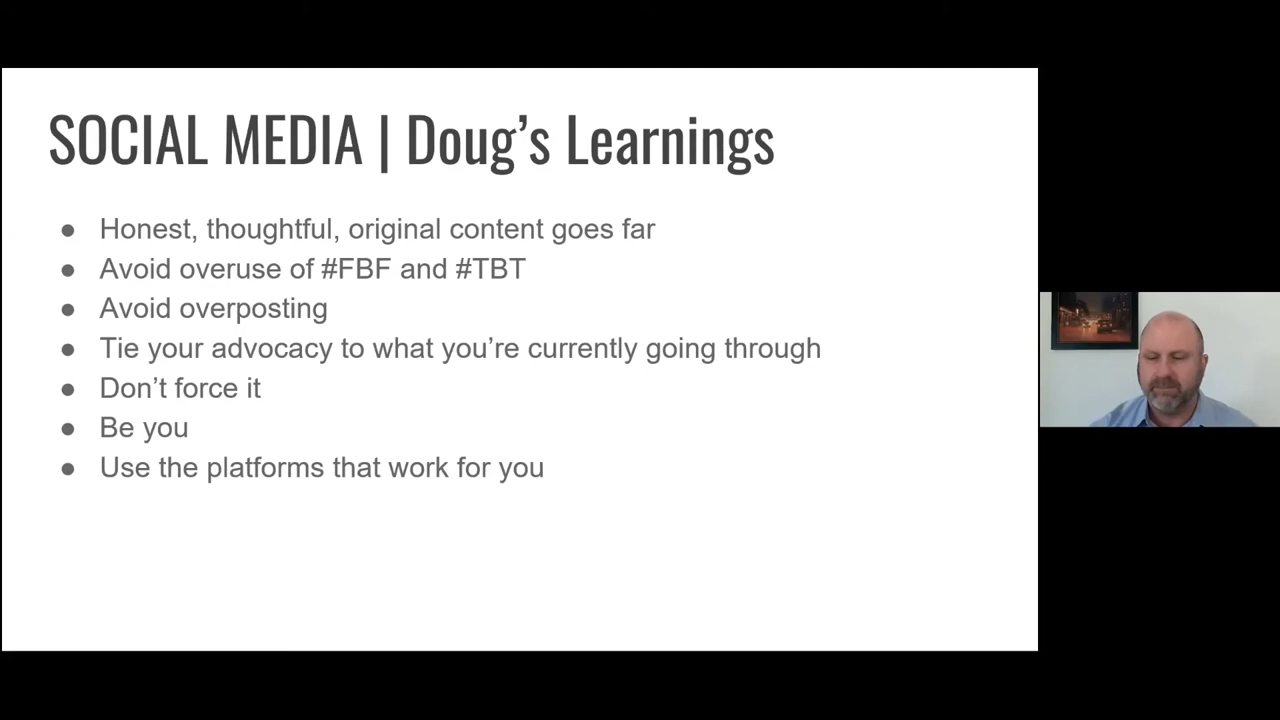 SOCIAL MEDIA | Doug’s Learnings
● Honest, thoughtful, original content goes far
● Avoid overuse of #FBF and #TBT
● Avoid overposting
● Tie your advocacy to what you’re currently going through
● Don’t force it
● Be you
● Use the platforms that work for you